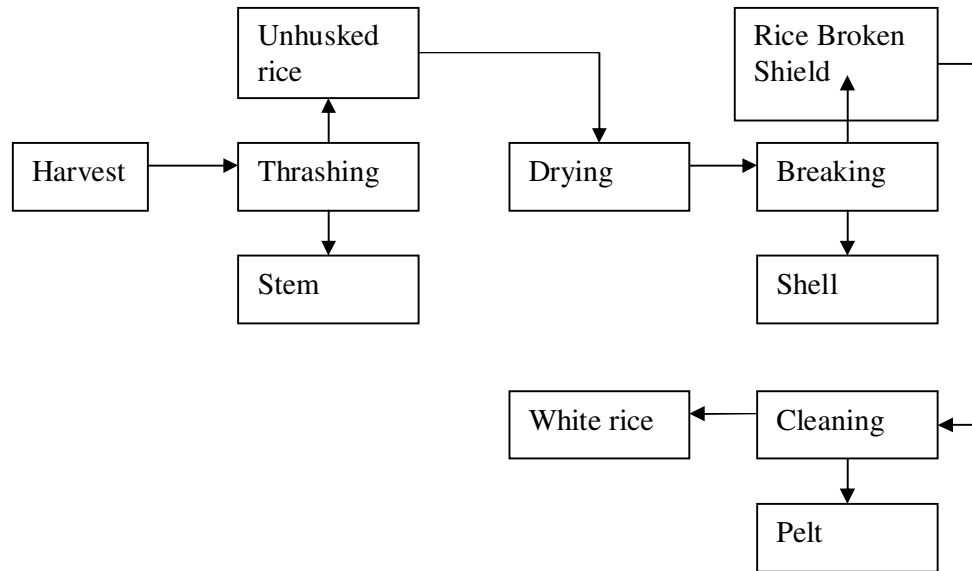 Unhusked
rice
Rice Broken
Shield
Harvest
Thrashing
Drying
Breaking
Stem
Shell
White rice
Cleaning
Pelt